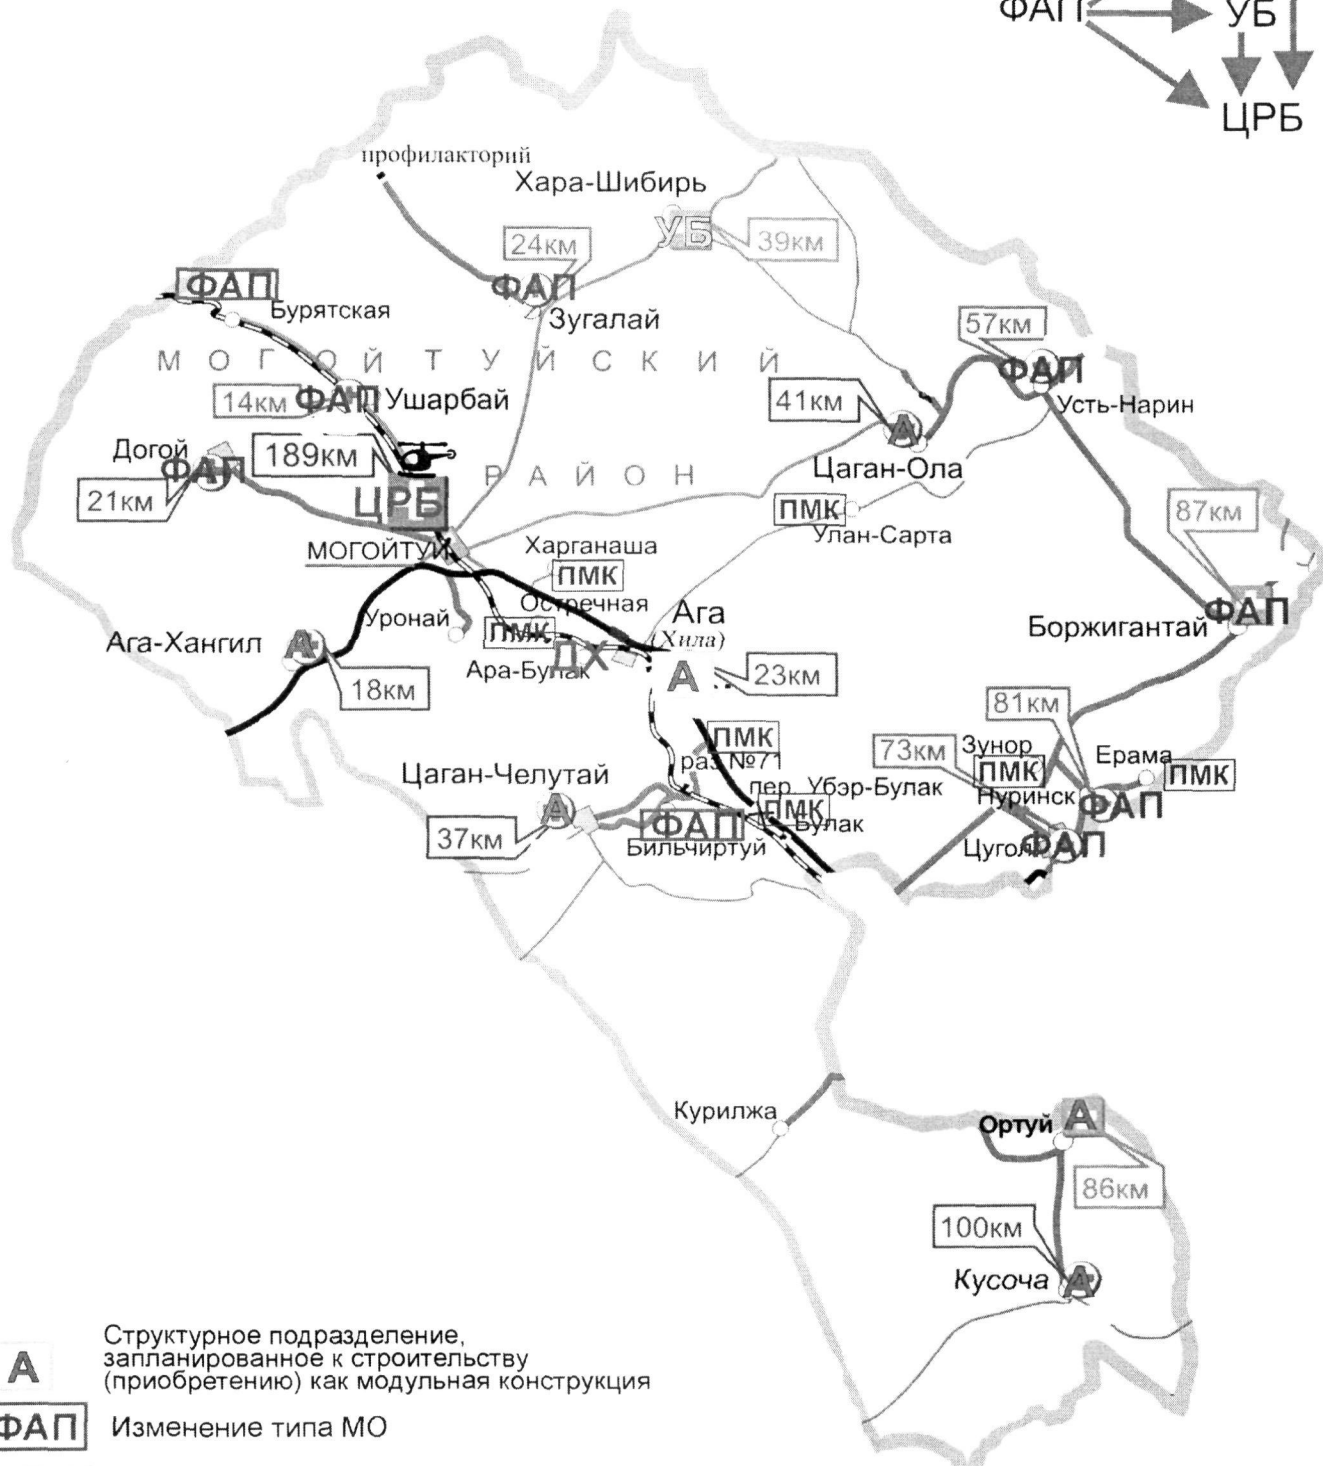 ФАП
УБ
ЦРБ
профилакторий
Хара-Шибирь
УБ
24км
39км
ФАП
ФАП
Бурятская
Зугалай
57км
МОГОЙТУЙСКИЙ
ФАП
14км
ФАП
Ушарбай
41км
Усть-Нарин
А
Догой
189км
РАЙОН
Цаган-Ола
ФАП
21км
ЦРБ
ПМК
Улан-Сарта
87км
МОГОЙТУЙ
Харганаша
ПМК
Остречная
Ага
(Хила)
ФАП
Боржигантай
Уронай
ПМК
Ага-Хангил
А
Ара-Булак
ДХ
А
23км
18км
81км
ПМК
73км
Зунор
Ерама
раз.№71
ПМК
ПМК
Цаган-Челутай
пер. Убэр-Булак
Нуринск
ФАП
А
ПМК
37км
ФАП
Булак
Бильчиртуй
Цугол
ФАП
Курилжа
Ортуй
А
86км
100км
Кусоча
А
А
Структурное подразделение,
запланированное к строительству
(приобретению) как модульная конструкция
ФАП
Изменение типа МО